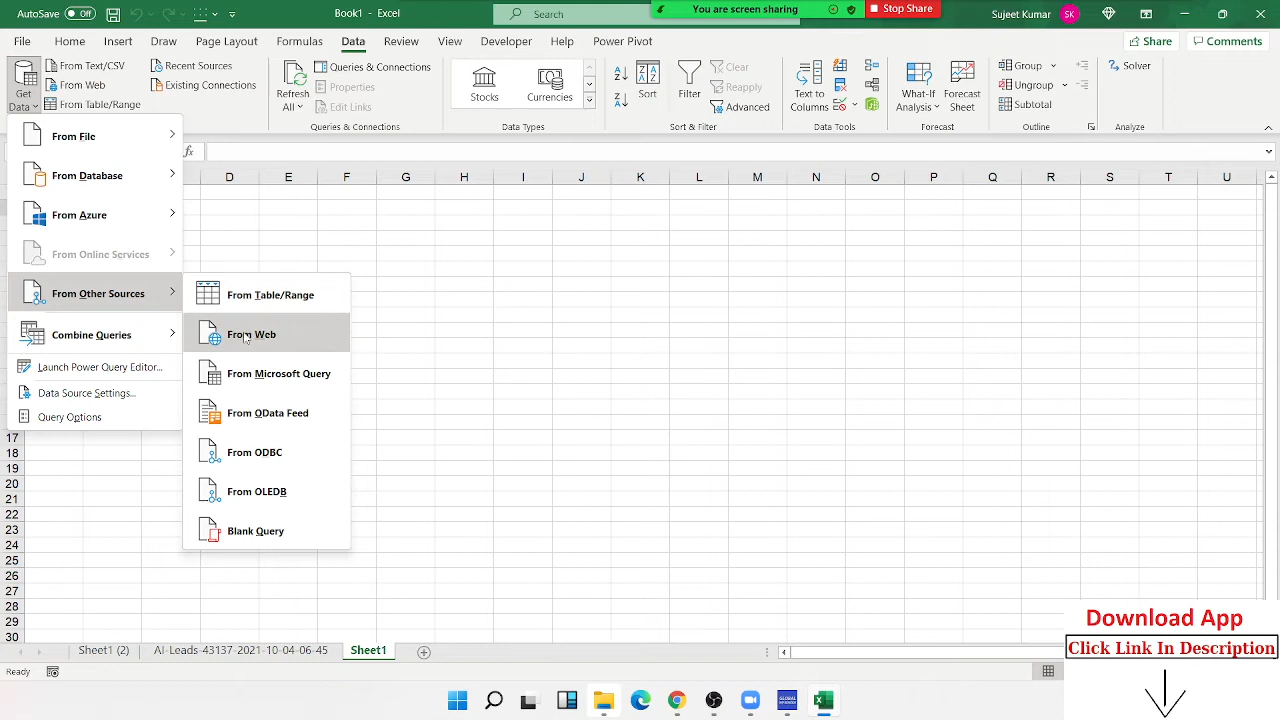 AutoSave Off Book1 - Excel Search You are screen sharing Stop Share Sujeet Kumar SK
File Home Insert Draw Page Layout Formulas Data Review View Developer Help Power Pivot Share Comments
Get Data
From Text/CSV
From Web
From Table/Range
Recent Sources
Existing Connections
Refresh All
Queries & Connections
Properties
Edit Links
Queries & Connections
Stocks
Currencies
Data Types
Sort
Filter
Clear
Reapply
Advanced
Sort & Filter
Text to Columns
Data Tools
What-If Analysis
Forecast Sheet
Forecast
Group
Ungroup
Subtotal
Outline
Solver
Analyze
fx
D E F G H I J K L M N O P Q R S T U
From File
From Database
From Azure
From Online Services
From Other Sources
Combine Queries
Launch Power Query Editor...
Data Source Settings...
Query Options
From Table/Range
From Web
From Microsoft Query
From OData Feed
From ODBC
From OLEDB
Blank Query
17
18
19
20
21
22
23
24
25
26
27
28
29
30
Sheet1 (2) AI-Leads-43137-2021-10-04-06-45 Sheet1
Ready
Download App
Click Link In Description